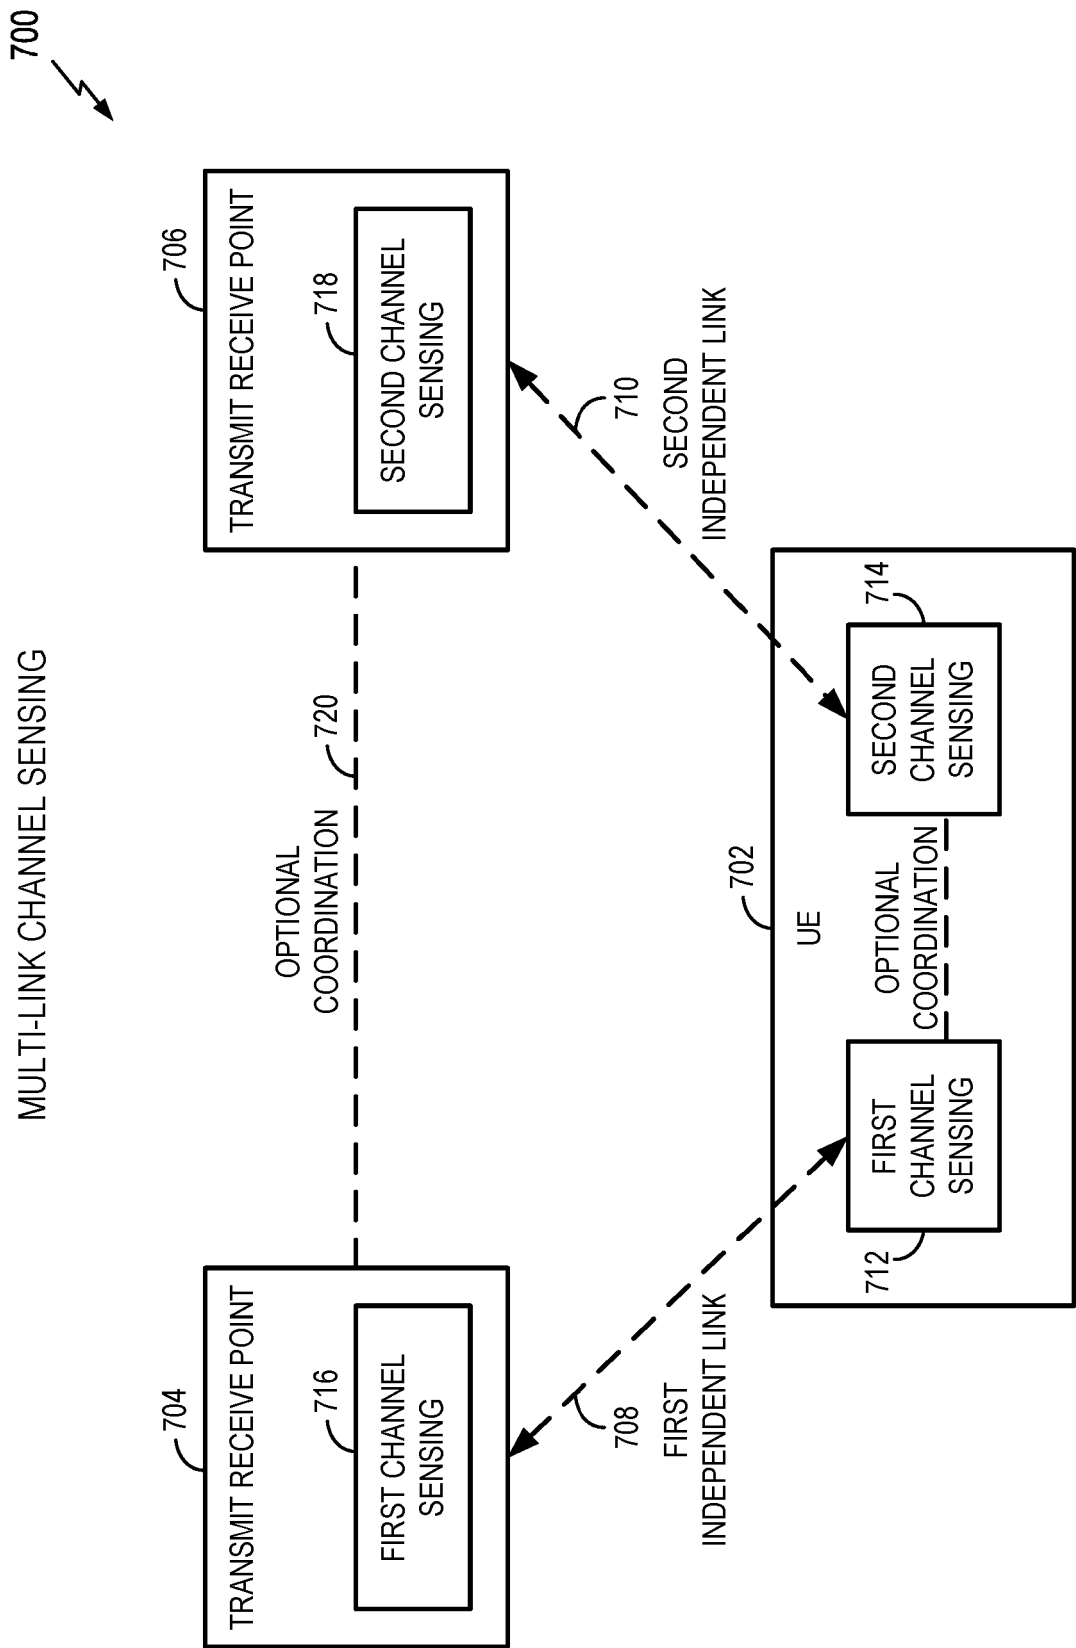 MULTI-LINK CHANNEL SENSING
700
704
TRANSMIT RECEIVE POINT
716
FIRST CHANNEL
SENSING
OPTIONAL
COORDINATION
720
706
TRANSMIT RECEIVE POINT
718
SECOND CHANNEL
SENSING
708
FIRST
INDEPENDENT LINK
710
SECOND
INDEPENDENT LINK
702
UE
712
FIRST
CHANNEL
SENSING
OPTIONAL
COORDINATION
714
SECOND
CHANNEL
SENSING